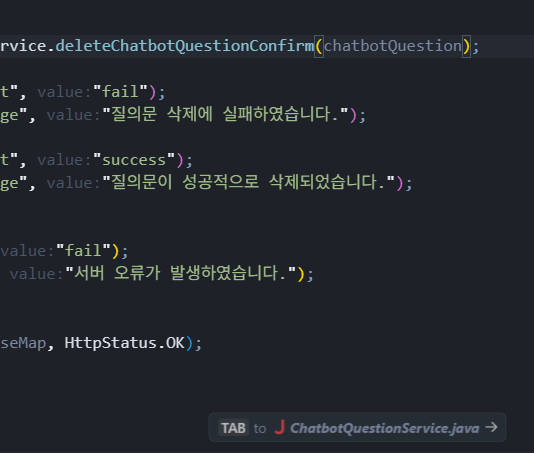 rvice.deleteChatbotQuestionConfirm(chatbotQuestion);
t", value:"fail");
ge", value:"질의문 삭제에 실패하였습니다.");
t", value:"success");
ge", value:"질의문이 성공적으로 삭제되었습니다.");
value:"fail");
value:"서버 오류가 발생하였습니다.");
seMap, HttpStatus.OK);
TAB to J ChatbotQuestionService.java →